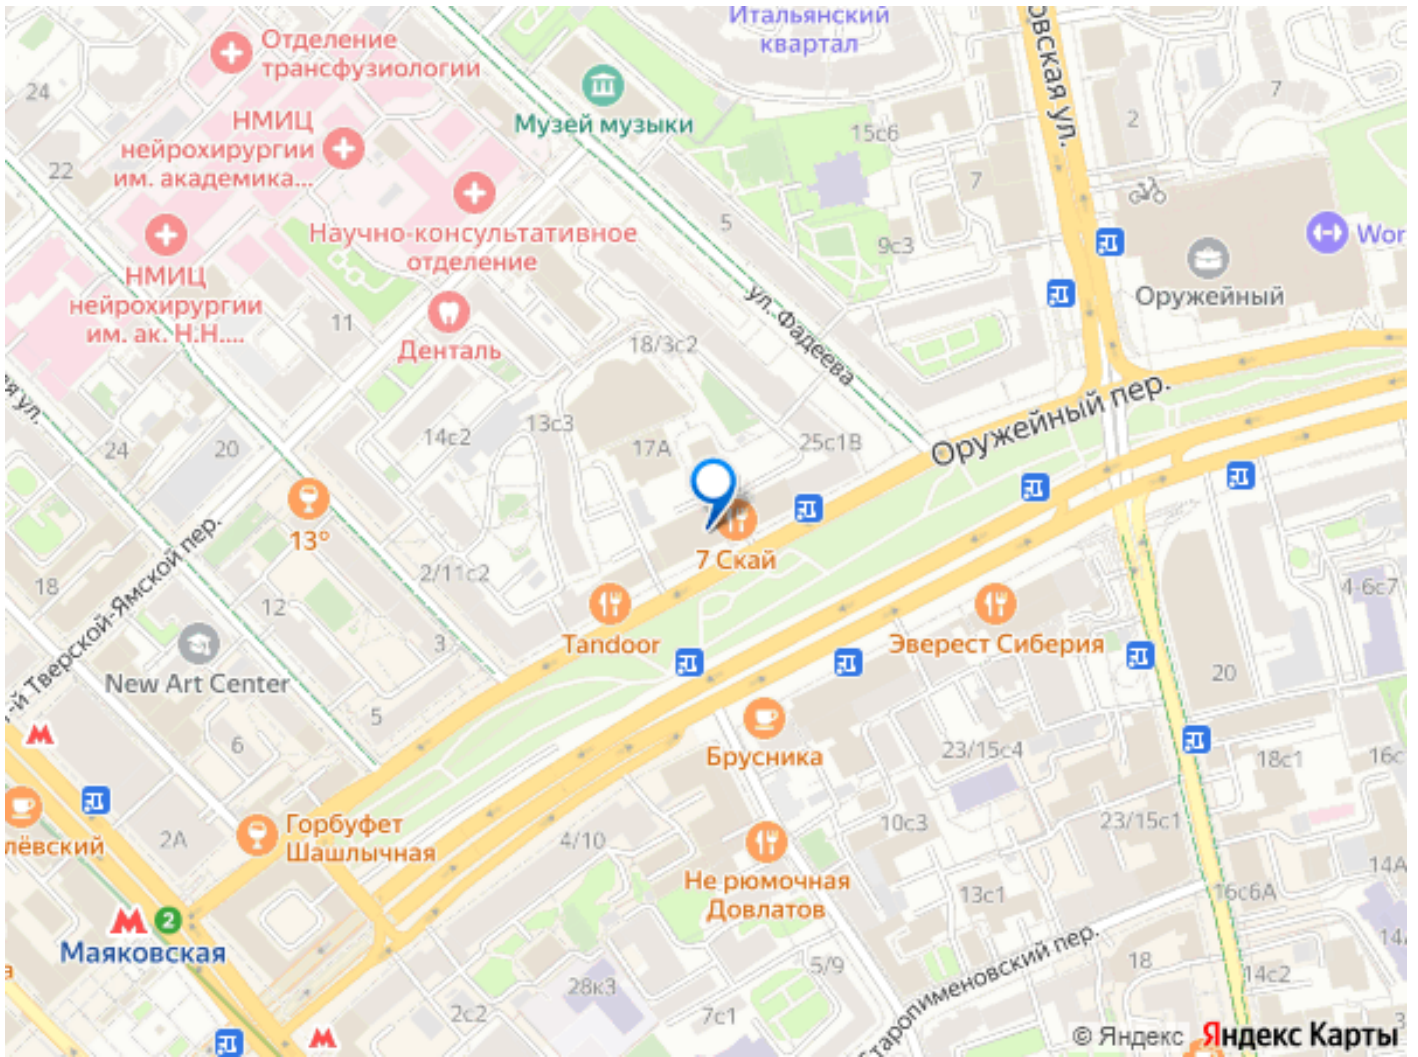 Итальянский
квартал
Отделение
трансфузиологии
24
7
2
НМИЦ
нейрохирургии
им. академика...
Музей музыки
15с6
22
7
5
Научно-консультативное
отделение
9с3
Wor
НМИЦ
нейрохирургии
им. ак. Н.Н....
Оружейный
ул. Фадеева
11
Денталь
18/3с2
Оружейный пер.
24
20
14с2
13с3
17А
25с1В
13°
7 Скай
18
2/11с2
4-6с7
12
Tandoor
3
Эверест Сиберия
-й Тверской-Ямской пер.
New Art Center
20
5
6
Брусника
23/15с4
18с1
16с
2А
Горбуфет
Шашлычная
лёвский
4/10
10с3
23/15с1
Не рюмочная
Довлатов
13с1
14А
16с6А
2
Маяковская
Старопименовский пер.
5/9
18
14с2
28к3
2с2
7с1
© Яндекс Яндекс Карты